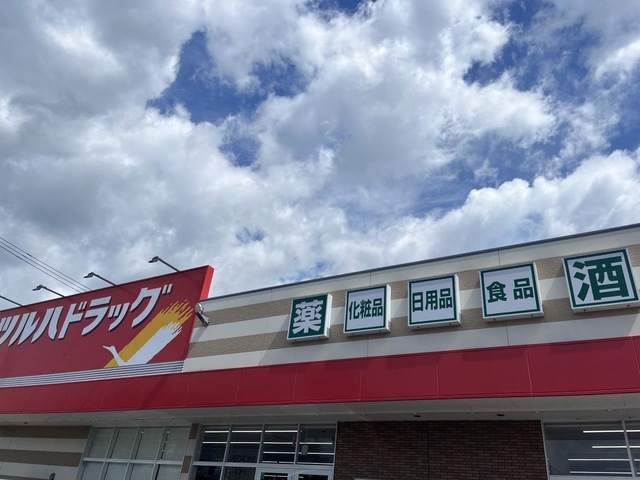 ツルハドラッグ
薬
化粧品
日用品
食品
酒